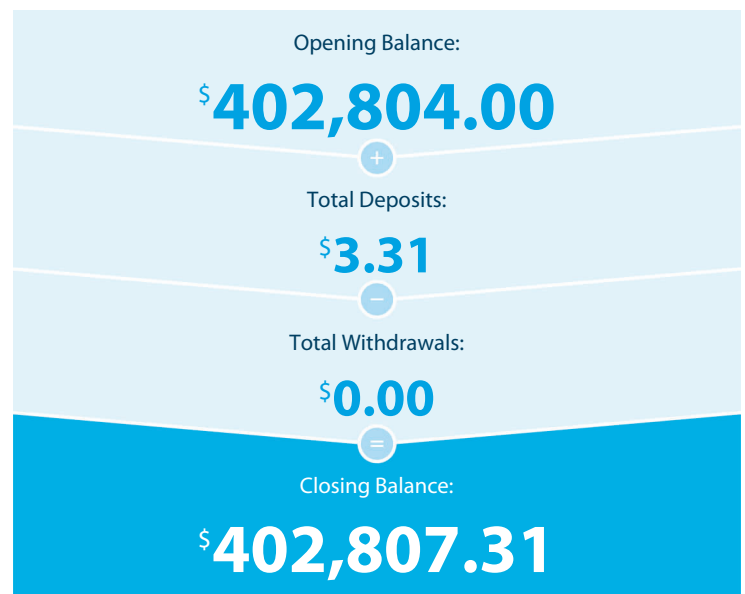 Opening Balance:
$402,804.00
+
Total Deposits:
$3.31
−
Total Withdrawals:
$0.00
=
Closing Balance:
$402,807.31